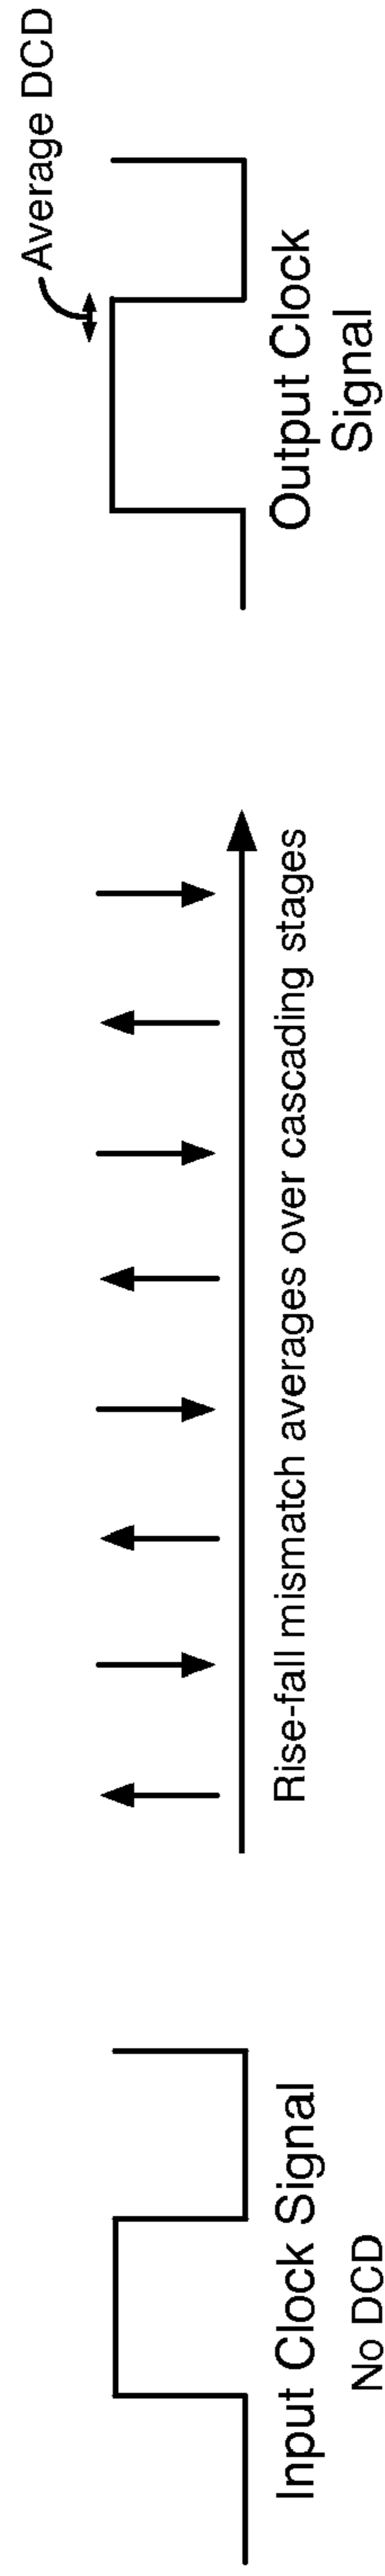 Input Clock Signal
No DCD
Rise-fall mismatch averages over cascading stages
Average DCD
Output Clock
Signal